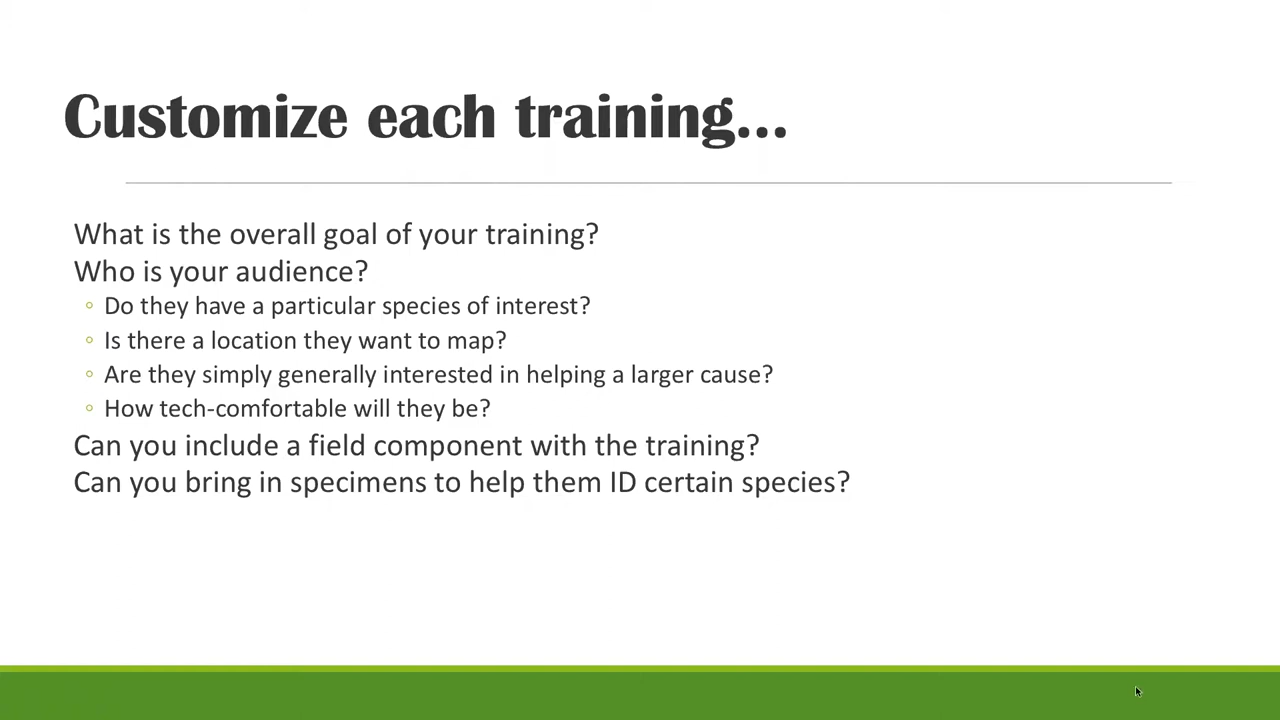 Customize each training...
What is the overall goal of your training?
Who is your audience?
◦ Do they have a particular species of interest?
◦ Is there a location they want to map?
◦ Are they simply generally interested in helping a larger cause?
◦ How tech-comfortable will they be?
Can you include a field component with the training?
Can you bring in specimens to help them ID certain species?